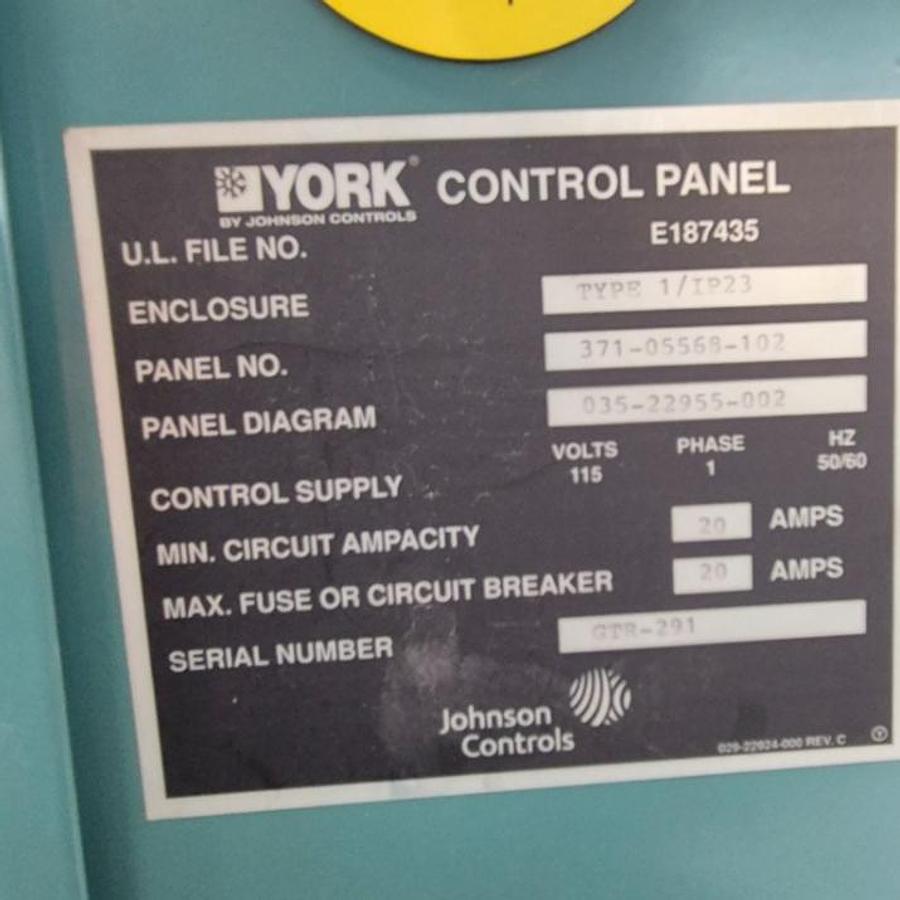 YORK® CONTROL PANEL
BY JOHNSON CONTROLS
U.L. FILE NO. E187435
ENCLOSURE TYPE 1/IP23
PANEL NO. 371-05568-102
PANEL DIAGRAM 035-22955-002
VOLTS PHASE HZ
CONTROL SUPPLY 115 1 50/60
MIN. CIRCUIT AMPACITY 20 AMPS
MAX. FUSE OR CIRCUIT BREAKER 20 AMPS
SERIAL NUMBER GTR-291
Johnson
Controls
029-22624-000 REV. C